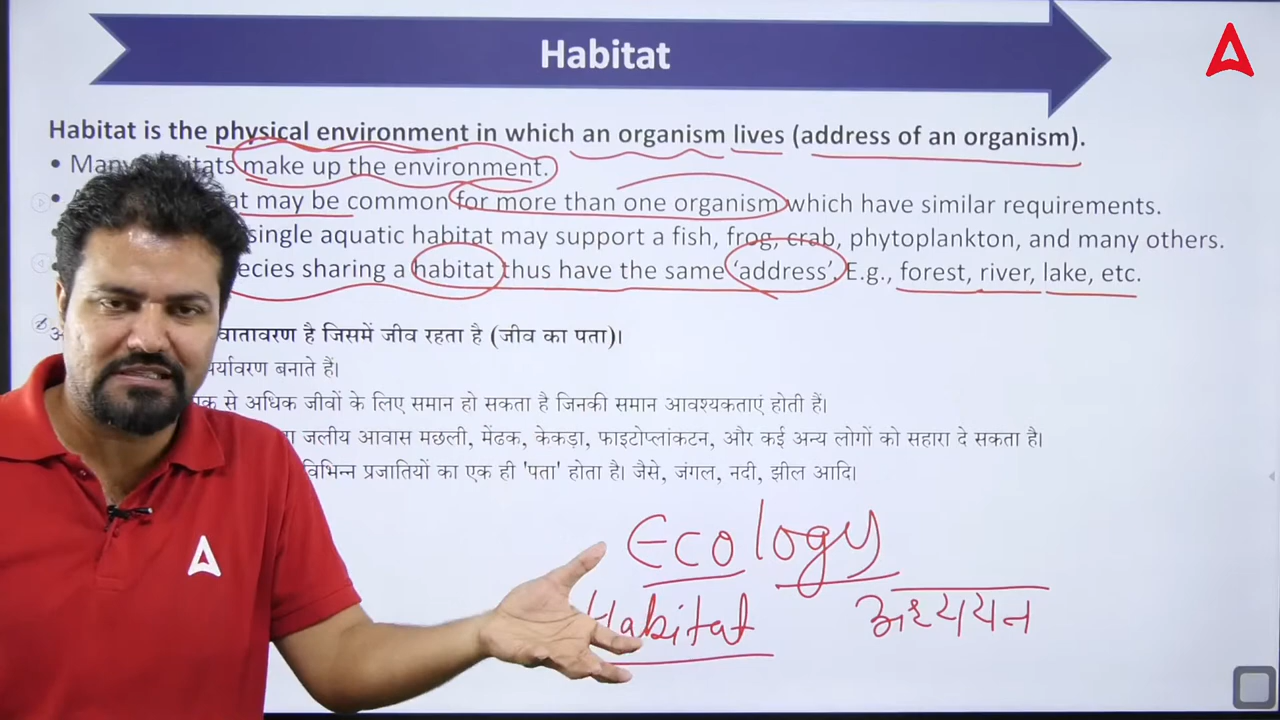 Habitat
Habitat is the physical environment in which an organism lives (address of an organism).
• Many habitats make up the environment.
• at may be common for more than one organism which have similar requirements.
single aquatic habitat may support a fish, frog, crab, phytoplankton, and many others.
ecies sharing a habitat thus have the same 'address'. E.g., forest, river, lake, etc.
वातावरण है जिसमें जीव रहता है (जीव का पता)।
पर्यावरण बनाते हैं।
एक से अधिक जीवों के लिए समान हो सकता है जिनकी समान आवश्यकताएं होती हैं।
जलीय आवास मछली, मेंढक, केकड़ा, फाइटोप्लांकटन, और कई अन्य लोगों को सहारा दे सकता है।
विभिन्न प्रजातियों का एक ही 'पता' होता है। जैसे, जंगल, नदी, झील आदि।
Ecology
Habitat अध्ययन